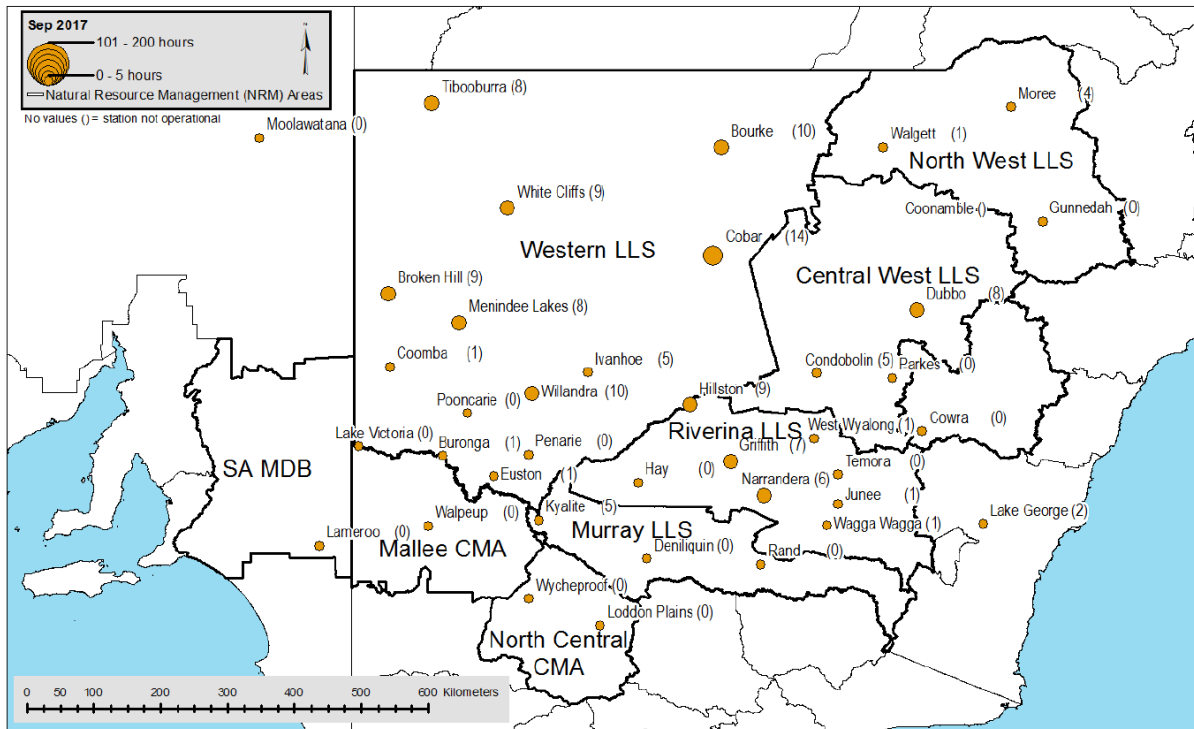 Sep 2017
101 - 200 hours
0 - 5 hours
Natural Resource Management (NRM) Areas
No values () = station not operational
Moolawatana (0)
Tibooburra (8)
Moree (4)
Bourke (10)
Walgett (1)
North West LLS
White Cliffs (9)
Coonamble ()
Gunnedah (0)
Cobar (14)
Western LLS
Central West LLS
Broken Hill (9)
Dubbo (8)
Menindee Lakes (8)
Coomba (1)
Ivanhoe (5)
Condobolin (5)
Parkes (0)
Willandra (10)
Hillston (9)
Pooncarie (0)
Cowra (0)
West Wyalong (1)
Riverina LLS
Lake Victoria (0)
Buronga (1)
Penarie (0)
Griffith (7)
SA MDB
Hay (0)
Temora (0)
Euston (1)
Narrandera (6)
Junee (1)
Kyalite (5)
Walpeup (0)
Lake George (2)
Wagga Wagga (1)
Murray LLS
Lameroo (0)
Mallee CMA
Deniliquin (0)
Rand (0)
Wycheproof (0)
Loddon Plains (0)
North Central
CMA
0 50 100 200 300 400 500 600 Kilometers